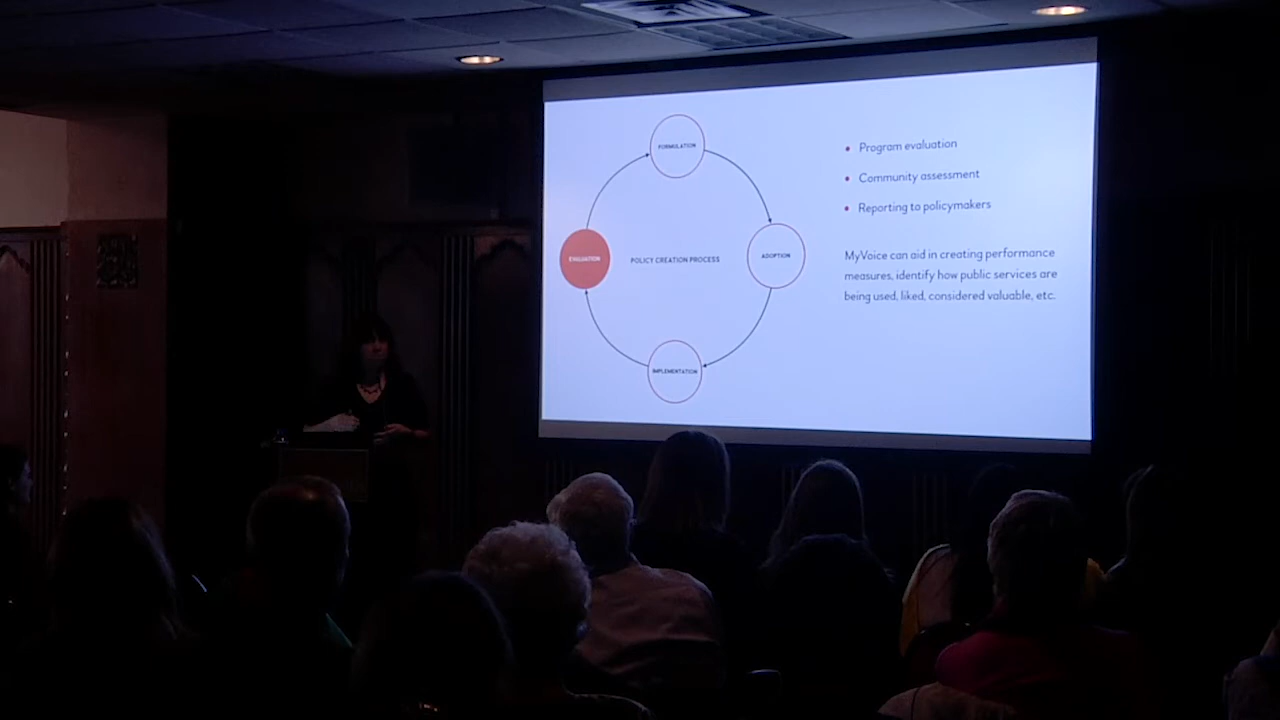 FORMULATION
EVALUATION
POLICY CREATION PROCESS
ADOPTION
IMPLEMENTATION
Program evaluation
Community assessment
Reporting to policymakers
MyVoice can aid in creating performance
measures, identify how public services are
being used, liked, considered valuable, etc.